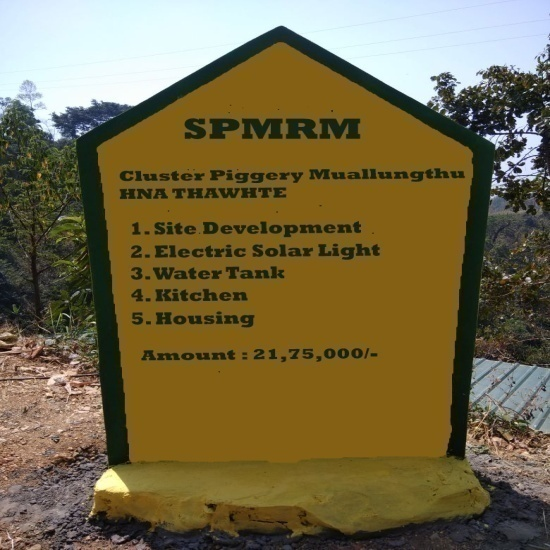 SPMRM
Cluster Piggery Muallungthu
HNA THAWHTE
1. Site Development
2. Electric Solar Light
3. Water Tank
4. Kitchen
5. Housing
Amount : 21,75,000/-